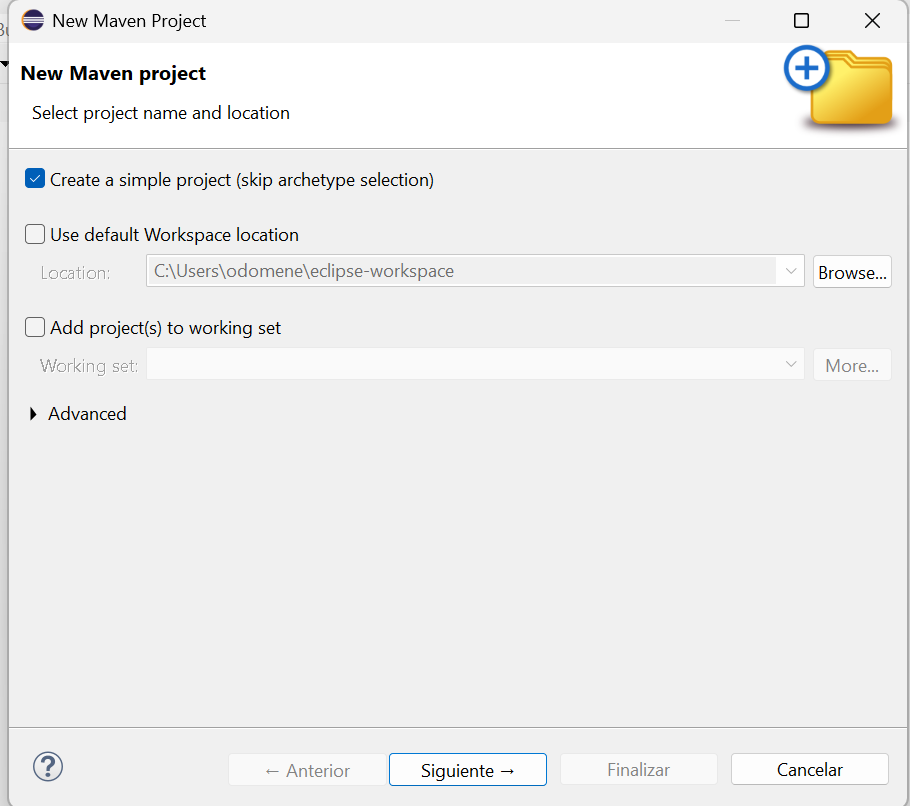 New Maven Project
New Maven project
Select project name and location
Create a simple project (skip archetype selection)
Use default Workspace location
Location: C:\Users\odomene\eclipse-workspace Browse...
Add project(s) to working set
Working set: More...
Advanced
? ← Anterior Siguiente → Finalizar Cancelar